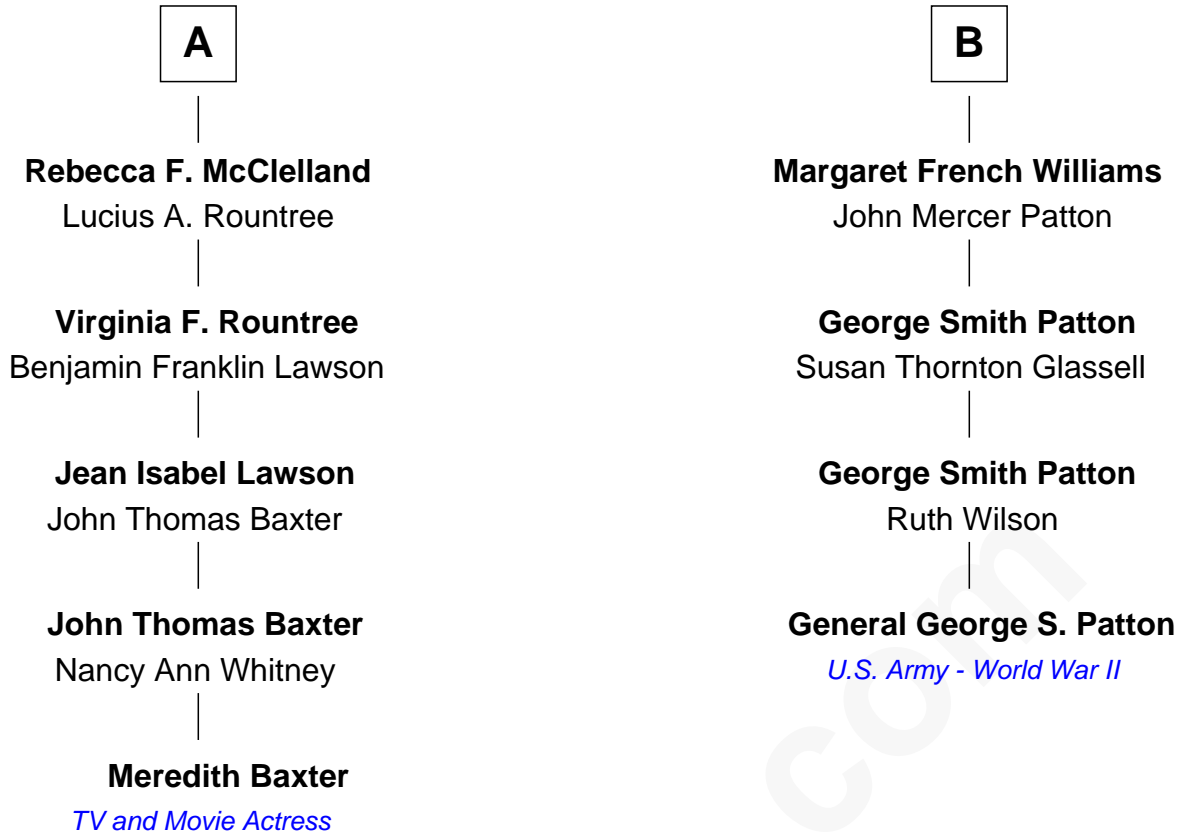 A
Rebecca F. McClelland
Lucius A. Rountree
Virginia F. Rountree
Benjamin Franklin Lawson
Jean Isabel Lawson
John Thomas Baxter
John Thomas Baxter
Nancy Ann Whitney
Meredith Baxter
TV and Movie Actress
B
Margaret French Williams
John Mercer Patton
George Smith Patton
Susan Thornton Glassell
George Smith Patton
Ruth Wilson
General George S. Patton
U.S. Army - World War II
com